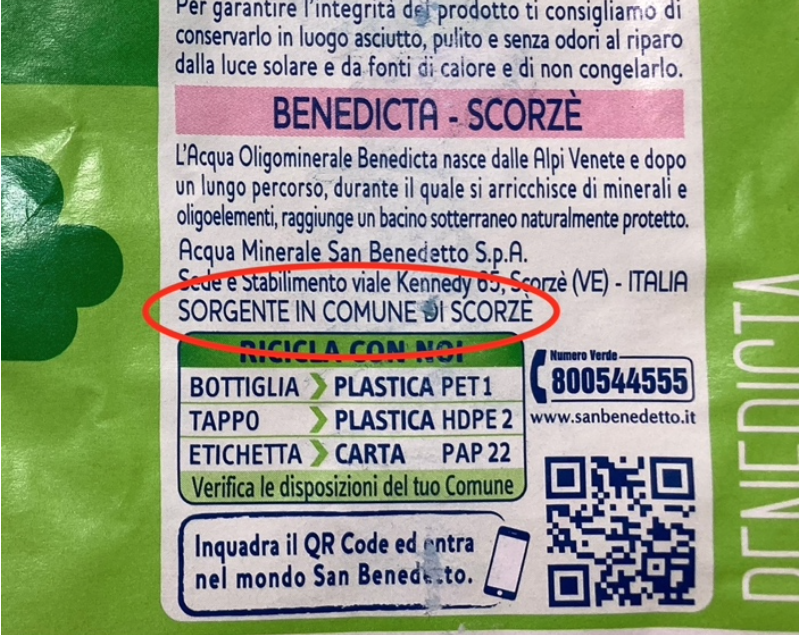 Per garantire l'integrità del prodotto ti consigliamo di
conservarlo in luogo asciutto, pulito e senza odori al riparo
dalla luce solare e da fonti di calore e di non congelarlo.
BENEDICTA - SCORZÈ
L'Acqua Oligominerale Benedicta nasce dalle Alpi Venete e dopo
un lungo percorso, durante il quale si arricchisce di minerali e
oligoelementi, raggiunge un bacino sotterraneo naturalmente protetto.
Acqua Minerale San Benedetto S.p.A.
Sede e Stabilimento viale Kennedy 65, Scorzè (VE) - ITALIA
SORGENTE IN COMUNE DI SCORZÈ
RICICLA CON NOI
BOTTIGLIA PLASTICA PET 1
TAPPO PLASTICA HDPE 2
ETICHETTA CARTA PAP 22
Verifica le disposizioni del tuo Comune
Numero Verde
800544555
www.sanbenedetto.it
Inquadra il QR Code ed entra
nel mondo San Benedetto.
BENEDICTA